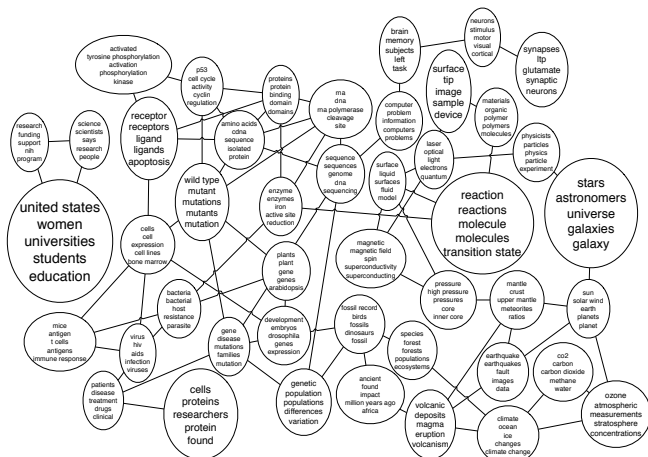 activated
tyrosine phosphorylation
activation
phosphorylation
kinase
p53
cell cycle
activity
cyclin
regulation
proteins
protein
binding
domain
domains
rna
dna
rna polymerase
cleavage
site
brain
memory
subjects
left
task
neurons
stimulus
motor
visual
cortical
synapses
ltp
glutamate
synaptic
neurons
surface
tip
image
sample
device
research
funding
support
nih
program
science
scientists
says
research
people
receptor
receptors
ligand
ligands
apoptosis
amino acids
cdna
sequence
isolated
protein
computer
problem
information
computers
problems
materials
organic
polymer
polymers
molecules
physicists
particles
physics
particle
experiment
laser
optical
light
electrons
quantum
sequence
sequences
genome
dna
sequencing
surface
liquid
surfaces
fluid
model
wild type
mutant
mutations
mutants
mutation
enzyme
enzymes
iron
active site
reduction
reaction
reactions
molecule
molecules
transition state
stars
astronomers
universe
galaxies
galaxy
united states
women
universities
students
education
cells
cell
expression
cell lines
bone marrow
magnetic
magnetic field
spin
superconductivity
superconducting
plants
plant
gene
genes
arabidopsis
pressure
high pressure
pressures
core
inner core
mantle
crust
upper mantle
meteorites
ratios
sun
solar wind
earth
planets
planet
bacteria
bacterial
host
resistance
parasite
mice
antigen
t cells
antigens
immune response
virus
hiv
aids
infection
viruses
gene
disease
mutations
families
mutation
development
embryos
drosophila
genes
expression
fossil record
birds
fossils
dinosaurs
fossil
species
forest
forests
populations
ecosystems
earthquake
earthquakes
fault
images
data
co2
carbon
carbon dioxide
methane
water
patients
disease
treatment
drugs
clinical
cells
proteins
researchers
protein
found
genetic
population
populations
differences
variation
ancient
found
impact
million years ago
africa
volcanic
deposits
magma
eruption
volcanism
climate
ocean
ice
changes
climate change
ozone
atmospheric
measurements
stratosphere
concentrations